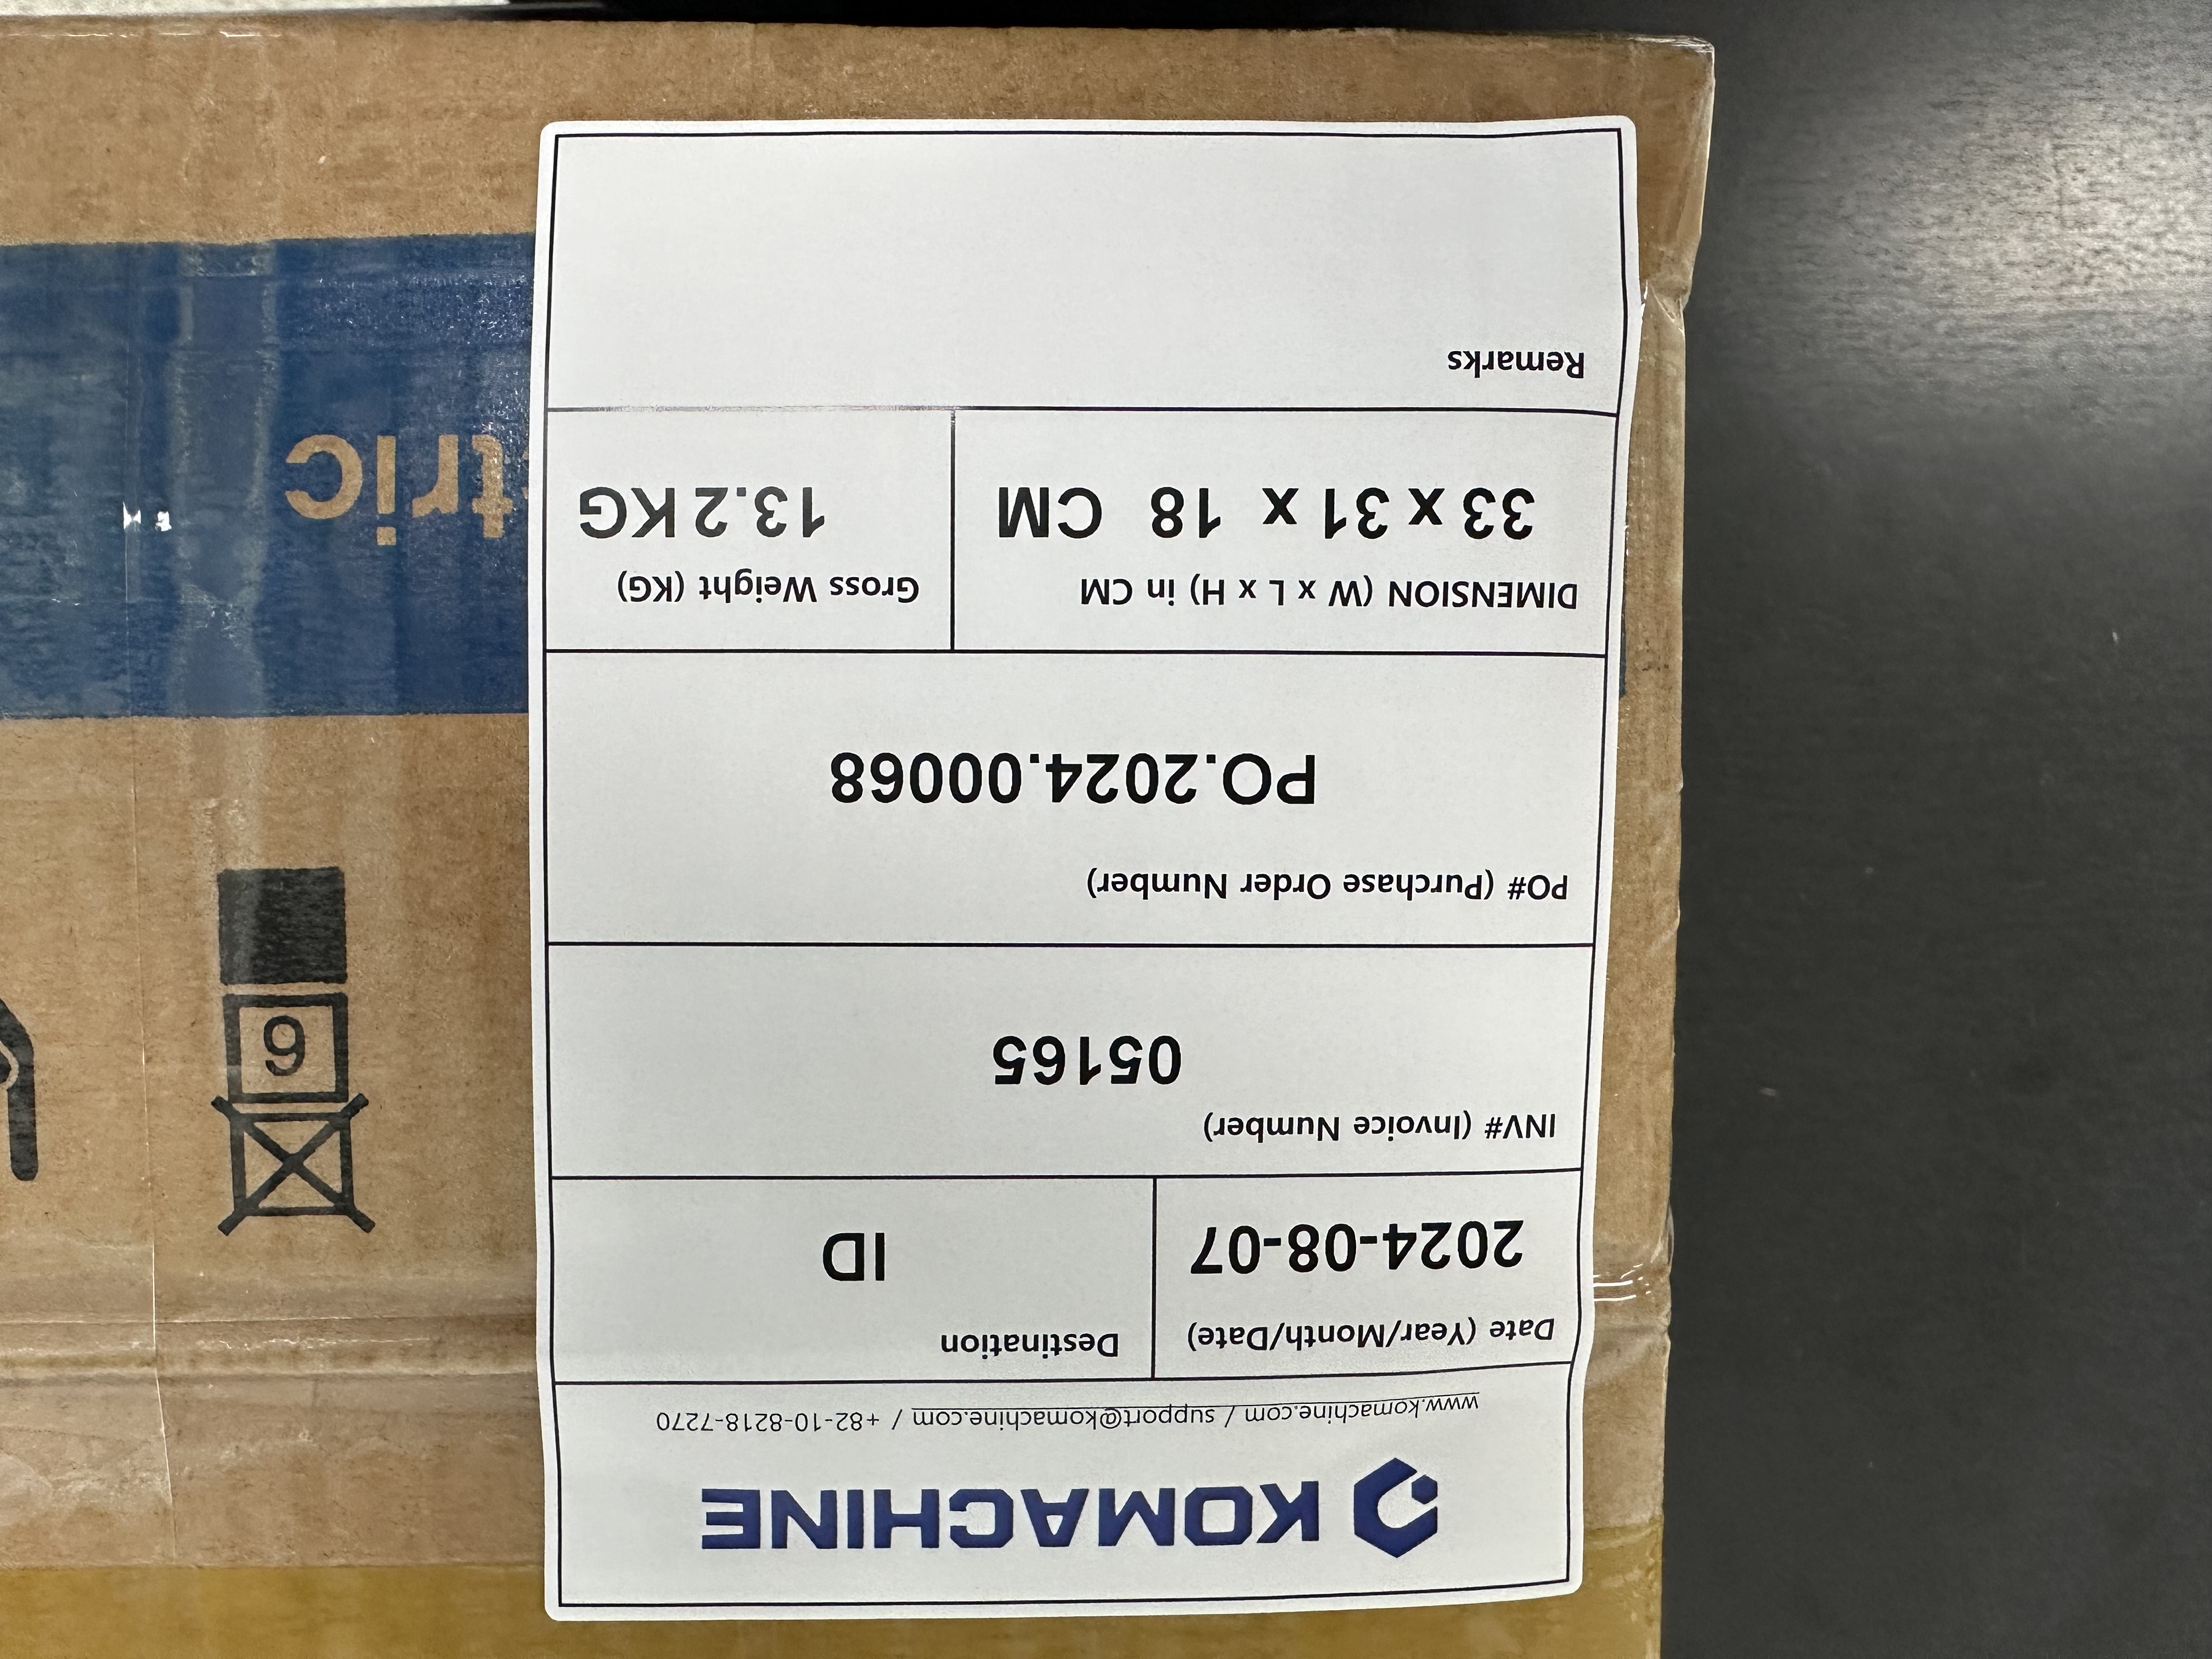 KOMACHINE
www.komachine.com / support@komachine.com / +82-10-8218-7270
Date (Year/Month/Date)
2024-08-07
Destination
ID
INV# (Invoice Number)
05165
PO# (Purchase Order Number)
PO.2024.00068
DIMENSION (W x L x H) in CM
33 x 31 x 18 CM
Gross Weight (KG)
13.2 KG
Remarks
6
tric